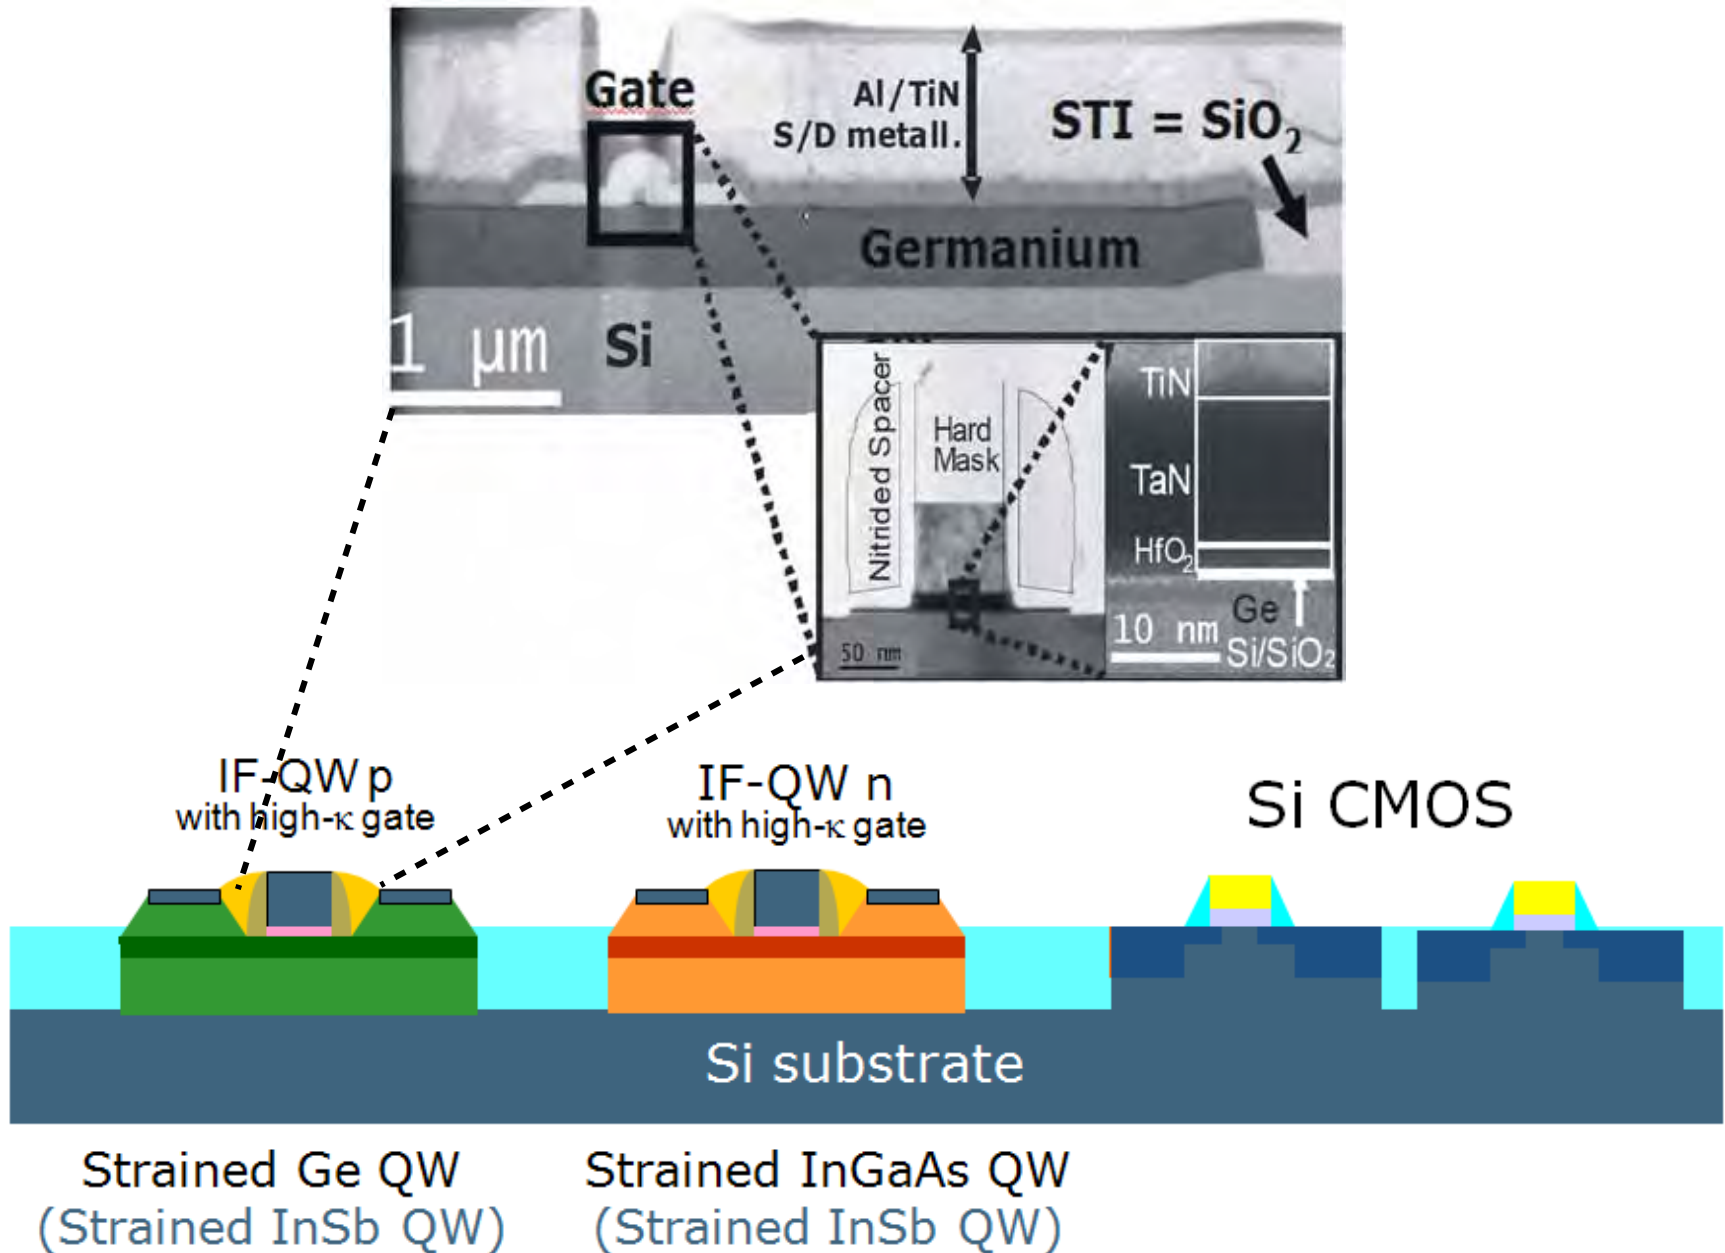 Gate
Al/TiN
S/D metall.
STI = SiO₂
Germanium
1 μm
Si
Nitrided Spacer
Hard
Mask
50 nm
TiN
TaN
HfO₂
Ge
10 nm
Si/SiO₂
IF-QW p
with high-κ gate
IF-QW n
with high-κ gate
Si CMOS
Si substrate
Strained Ge QW
(Strained InSb QW)
Strained InGaAs QW
(Strained InSb QW)